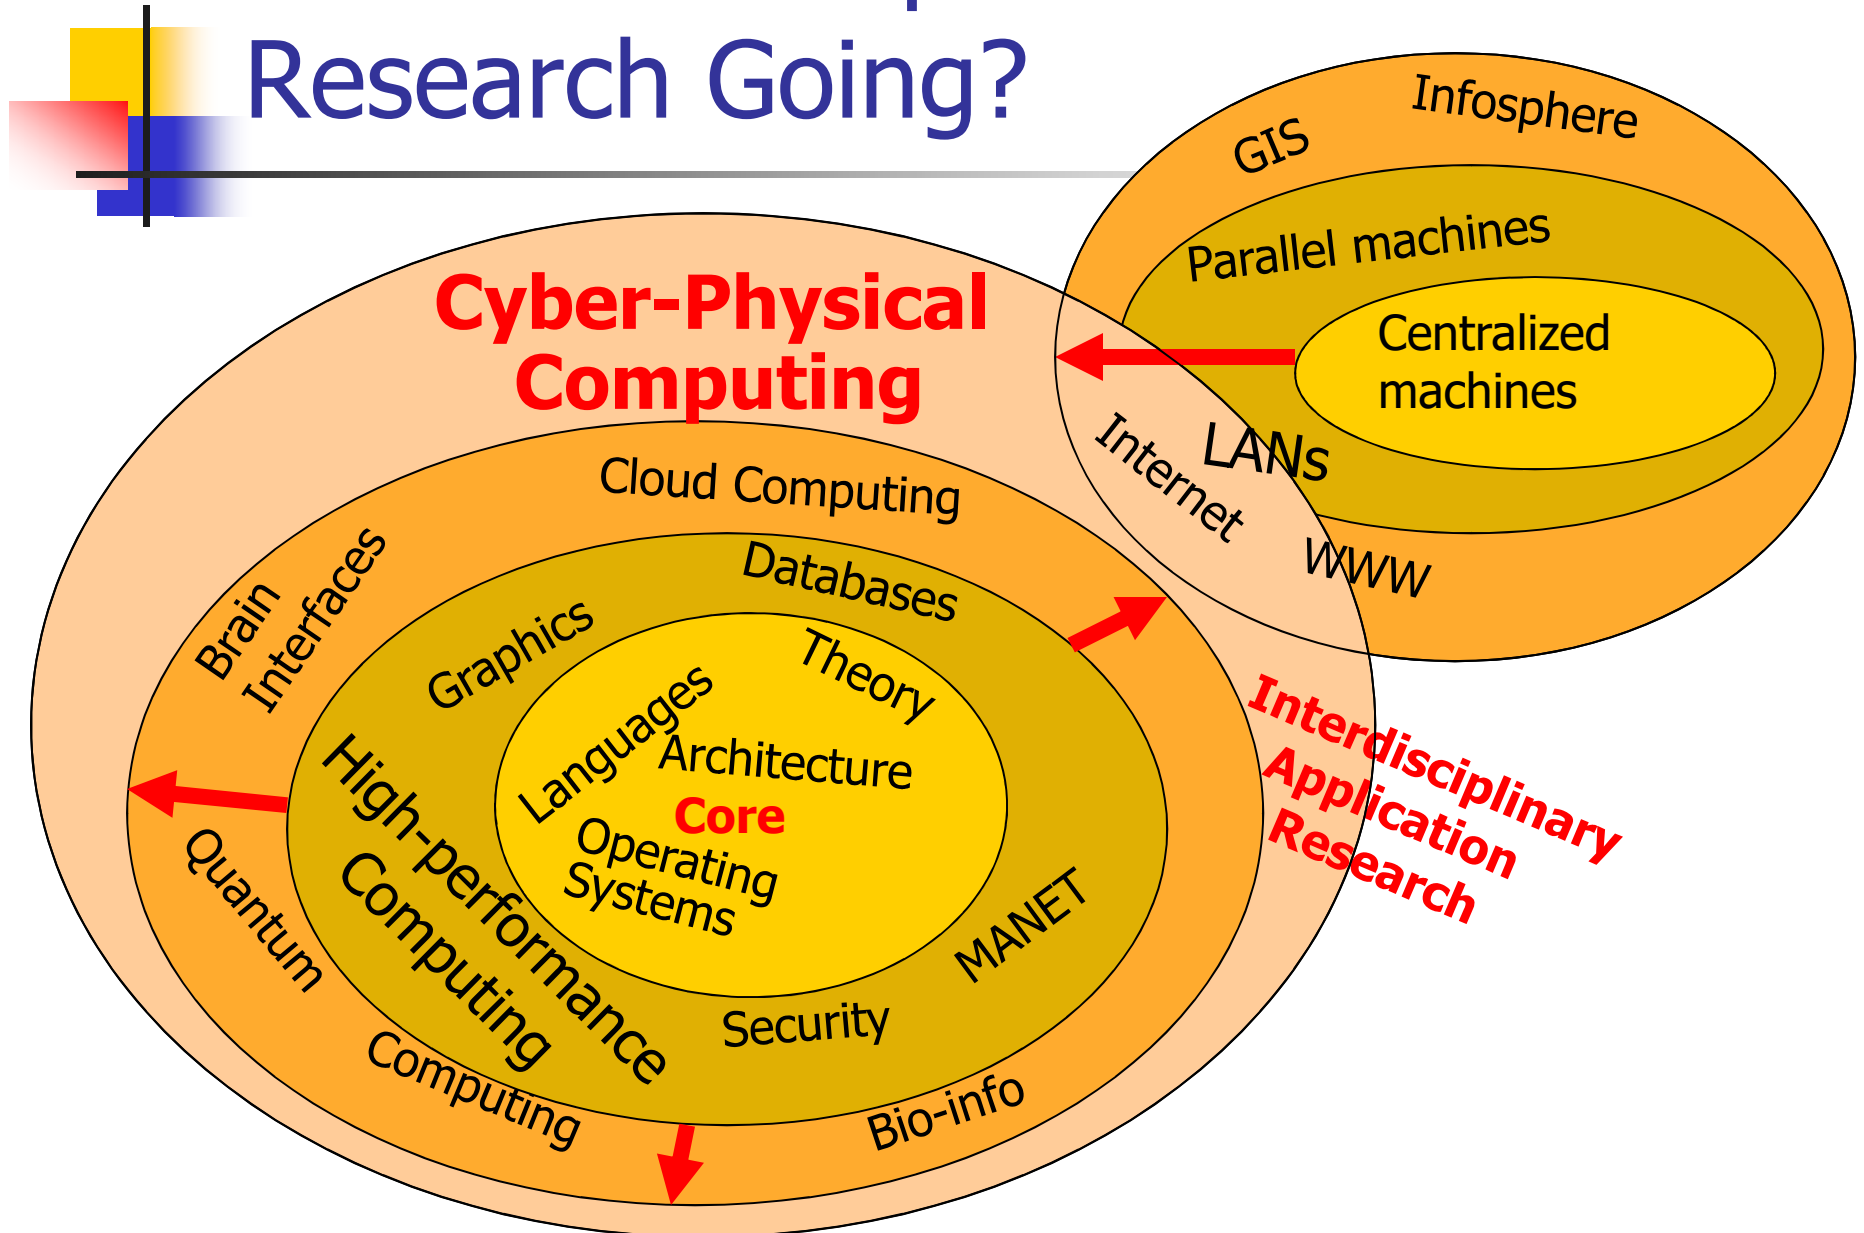 Research Going?
Infosphere
GIS
Parallel machines
Centralized
machines
LANs
Internet
WWW
Cyber-Physical
Computing
Cloud Computing
Brain
Interfaces
Databases
Graphics
Theory
Languages
Architecture
Core
Operating
Systems
High-performance
Computing
MANET
Security
Quantum
Computing
Bio-info
Interdisciplinary
Application
Research